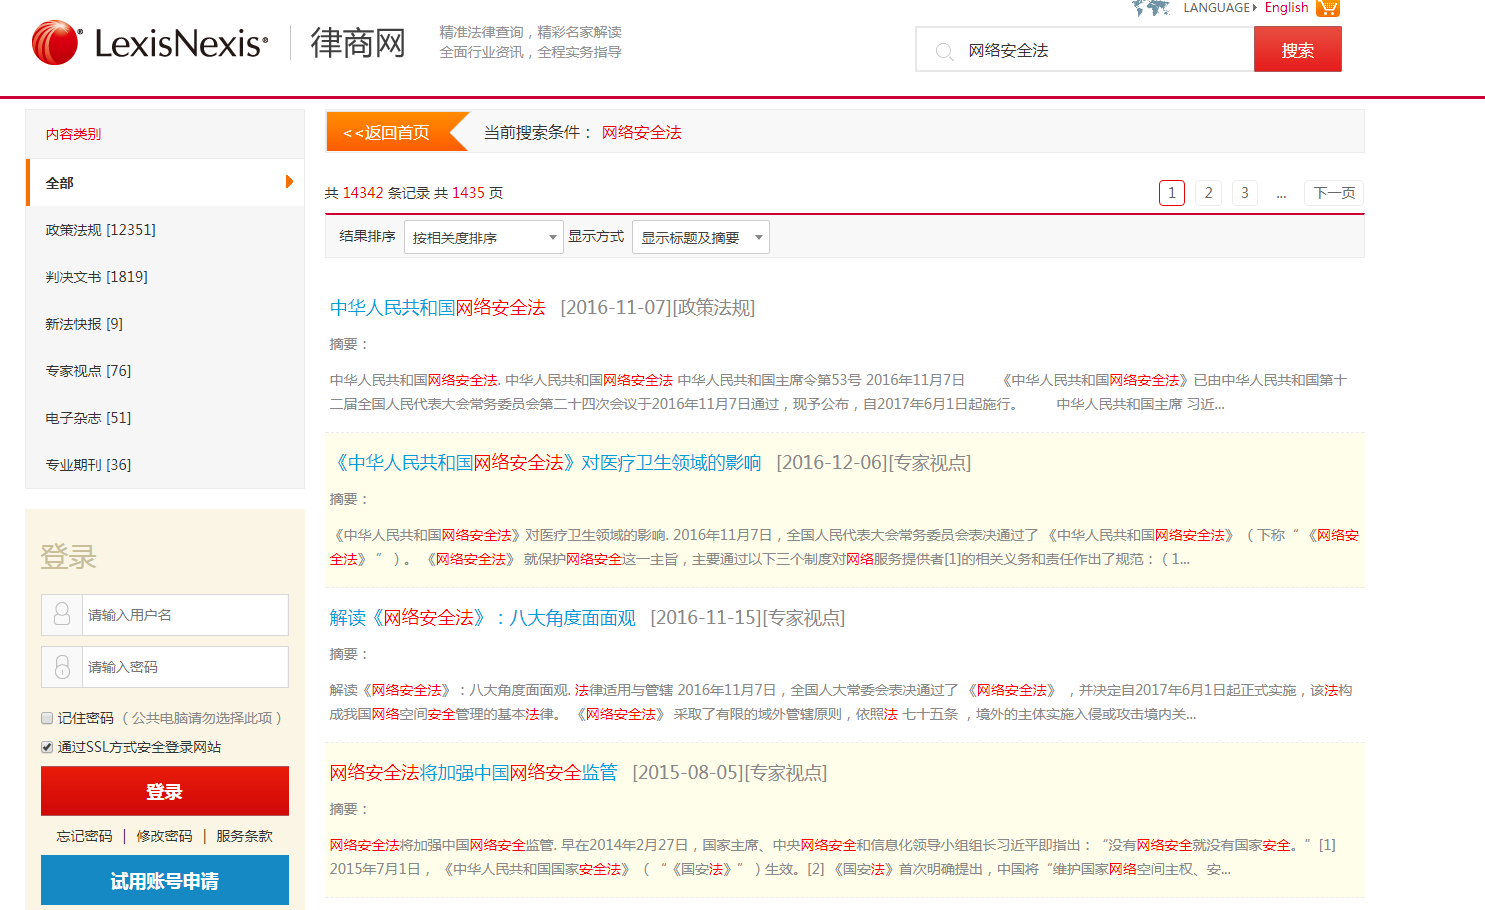 LANGUAGE English
LexisNexis® 律商网
精准法律查询，精彩名家解读
全面行业资讯，全程实务指导
网络安全法
搜索
内容类别
全部
政策法规 [12351]
判决文书 [1819]
新法快报 [9]
专家视点 [76]
电子杂志 [51]
专业期刊 [36]
登录
请输入用户名
请输入密码
记住密码（公共电脑请勿选择此项）
通过SSL方式安全登录网站
登录
忘记密码 | 修改密码 | 服务条款
试用账号申请
<<返回首页 当前搜索条件： 网络安全法
共 14342 条记录 共 1435 页
1 2 3 ... 下一页
结果排序 按相关度排序 显示方式 显示标题及摘要
中华人民共和国网络安全法 [2016-11-07][政策法规]
摘要：
中华人民共和国网络安全法. 中华人民共和国网络安全法 中华人民共和国主席令第53号 2016年11月7日 《中华人民共和国网络安全法》已由中华人民共和国第十
二届全国人民代表大会常务委员会第二十四次会议于2016年11月7日通过，现予公布，自2017年6月1日起施行。 中华人民共和国主席 习近...
《中华人民共和国网络安全法》对医疗卫生领域的影响 [2016-12-06][专家视点]
摘要：
《中华人民共和国网络安全法》对医疗卫生领域的影响. 2016年11月7日，全国人民代表大会常务委员会表决通过了 《中华人民共和国网络安全法》（下称“《网络安
全法》 ”）。 《网络安全法》 就保护网络安全这一主旨，主要通过以下三个制度对网络服务提供者[1]的相关义务和责任作出了规范：( 1...
解读《网络安全法》：八大角度面面观 [2016-11-15][专家视点]
摘要：
解读《网络安全法》：八大角度面面观. 法律适用与管辖 2016年11月7日，全国人大常委会表决通过了 《网络安全法》 ，并决定自2017年6月1日起正式实施，该法构
成我国网络空间安全管理的基本法律。 《网络安全法》 采取了有限的域外管辖原则，依照法 七十五条 ，境外的主体实施入侵或攻击境内关...
网络安全法将加强中国网络安全监管 [2015-08-05][专家视点]
摘要：
网络安全法将加强中国网络安全监管. 早在2014年2月27日，国家主席、中央网络安全和信息化领导小组组长习近平即指出：“没有网络安全就没有国家安全。”[1]
2015年7月1日， 《中华人民共和国国家安全法》 （ “《国安法》” ）生效。[2] 《国安法》首次明确提出，中国将“维护国家网络空间主权、安...